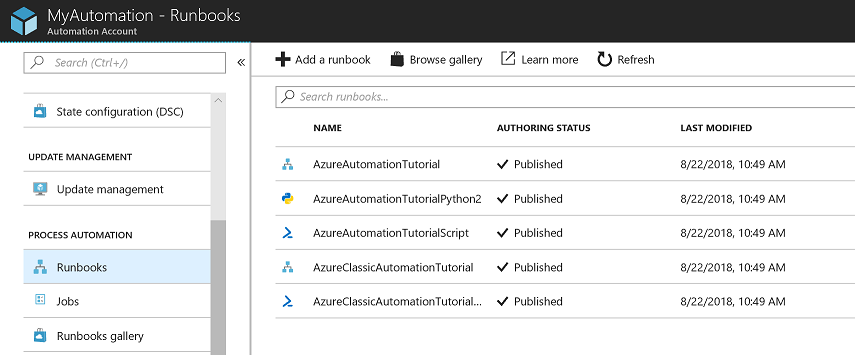 MyAutomation - Runbooks
Automation Account
Search (Ctrl+/)
«
State configuration (DSC)
UPDATE MANAGEMENT
Update management
PROCESS AUTOMATION
Runbooks
Jobs
Runbooks gallery
Add a runbook Browse gallery Learn more Refresh
Search runbooks...
NAME AUTHORING STATUS LAST MODIFIED
AzureAutomationTutorial Published 8/22/2018, 10:49 AM
AzureAutomationTutorialPython2 Published 8/22/2018, 10:49 AM
AzureAutomationTutorialScript Published 8/22/2018, 10:49 AM
AzureClassicAutomationTutorial Published 8/22/2018, 10:49 AM
AzureClassicAutomationTutorial... Published 8/22/2018, 10:49 AM